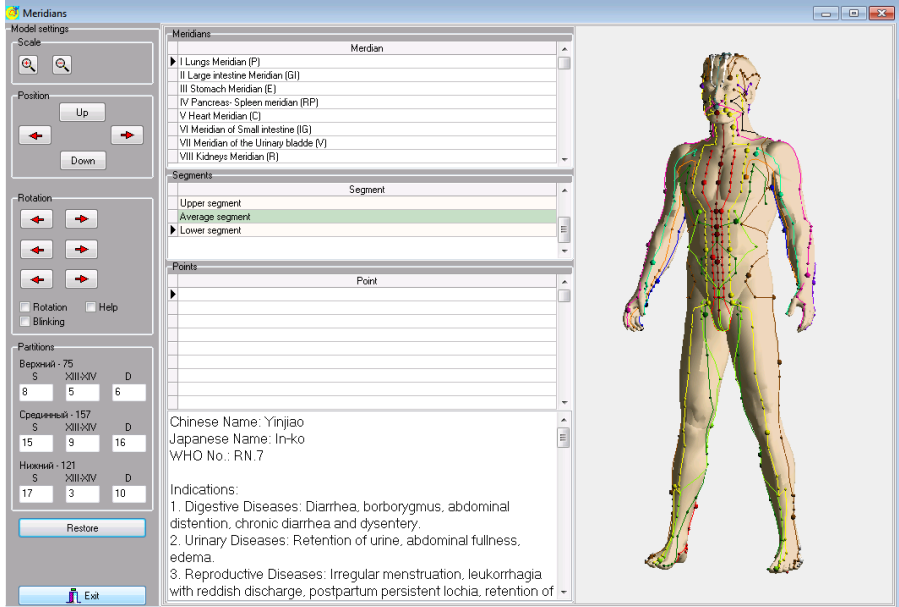 Meridians
Model settings
Scale
Position
Up
Down
Rotation
Rotation
Help
Blinking
Partitions
Верхний - 75
S XIII-XIV D
8 5 6
Срединный - 157
S XIII-XIV D
15 9 16
Нижний - 121
S XIII-XIV D
17 3 10
Restore
Exit
Meridians
Merdian
I Lungs Meridian (P)
II Large intestine Meridian (GI)
III Stomach Meridian (E)
IV Pancreas- Spleen meridian (RP)
V Heart Meridian (C)
VI Meridian of Small intestine (IG)
VII Meridian of the Urinary bladde (V)
VIII Kidneys Meridian (R)
Segments
Segment
Upper segment
Average segment
Lower segment
Points
Point
Chinese Name: Yinjiao
Japanese Name: In-ko
WHO No.: RN.7
Indications:
1. Digestive Diseases: Diarrhea, borborygmus, abdominal
distention, chronic diarrhea and dysentery.
2. Urinary Diseases: Retention of urine, abdominal fullness,
edema.
3. Reproductive Diseases: Irregular menstruation, leukorrhagia
with reddish discharge, postpartum persistent lochia, retention of